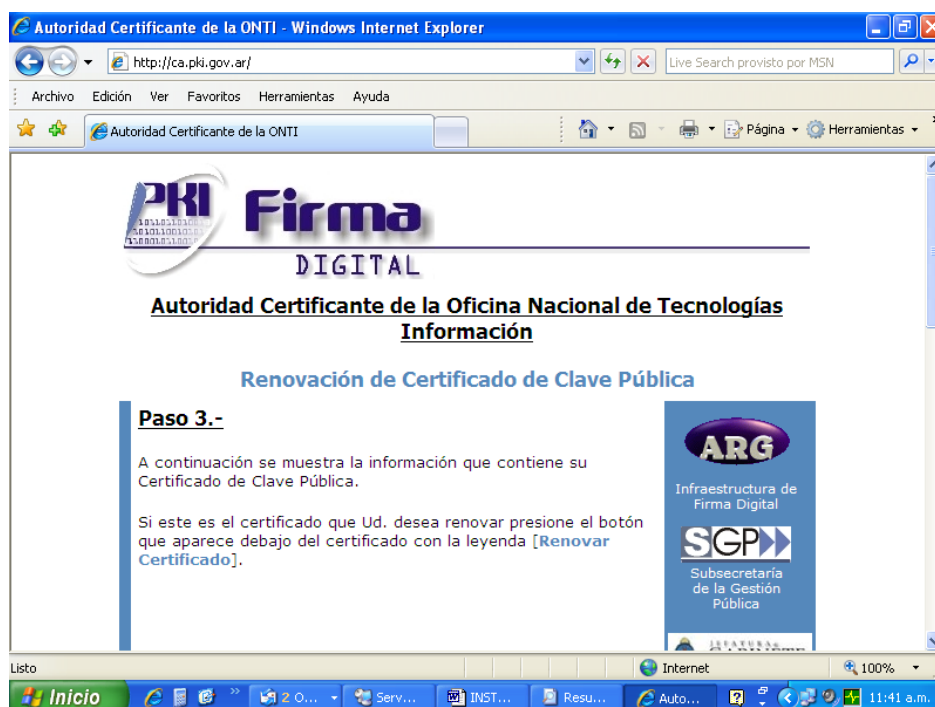 Autoridad Certificante de la ONTI - Windows Internet Explorer
http://ca.pki.gov.ar/
Live Search provisto por MSN
Archivo Edición Ver Favoritos Herramientas Ayuda
Autoridad Certificante de la ONTI
Página
Herramientas
PKI
Firma
DIGITAL
Autoridad Certificante de la Oficina Nacional de Tecnologías
Información
Renovación de Certificado de Clave Pública
Paso 3.-
A continuación se muestra la información que contiene su
Certificado de Clave Pública.
Si este es el certificado que Ud. desea renovar presione el botón
que aparece debajo del certificado con la leyenda [Renovar
Certificado].
ARG
Infraestructura de
Firma Digital
SGP
Subsecretaría
de la Gestión
Pública
Listo
Internet
100%
Inicio
2 O...
Serv...
INST...
Resu...
Auto...
11:41 a.m.